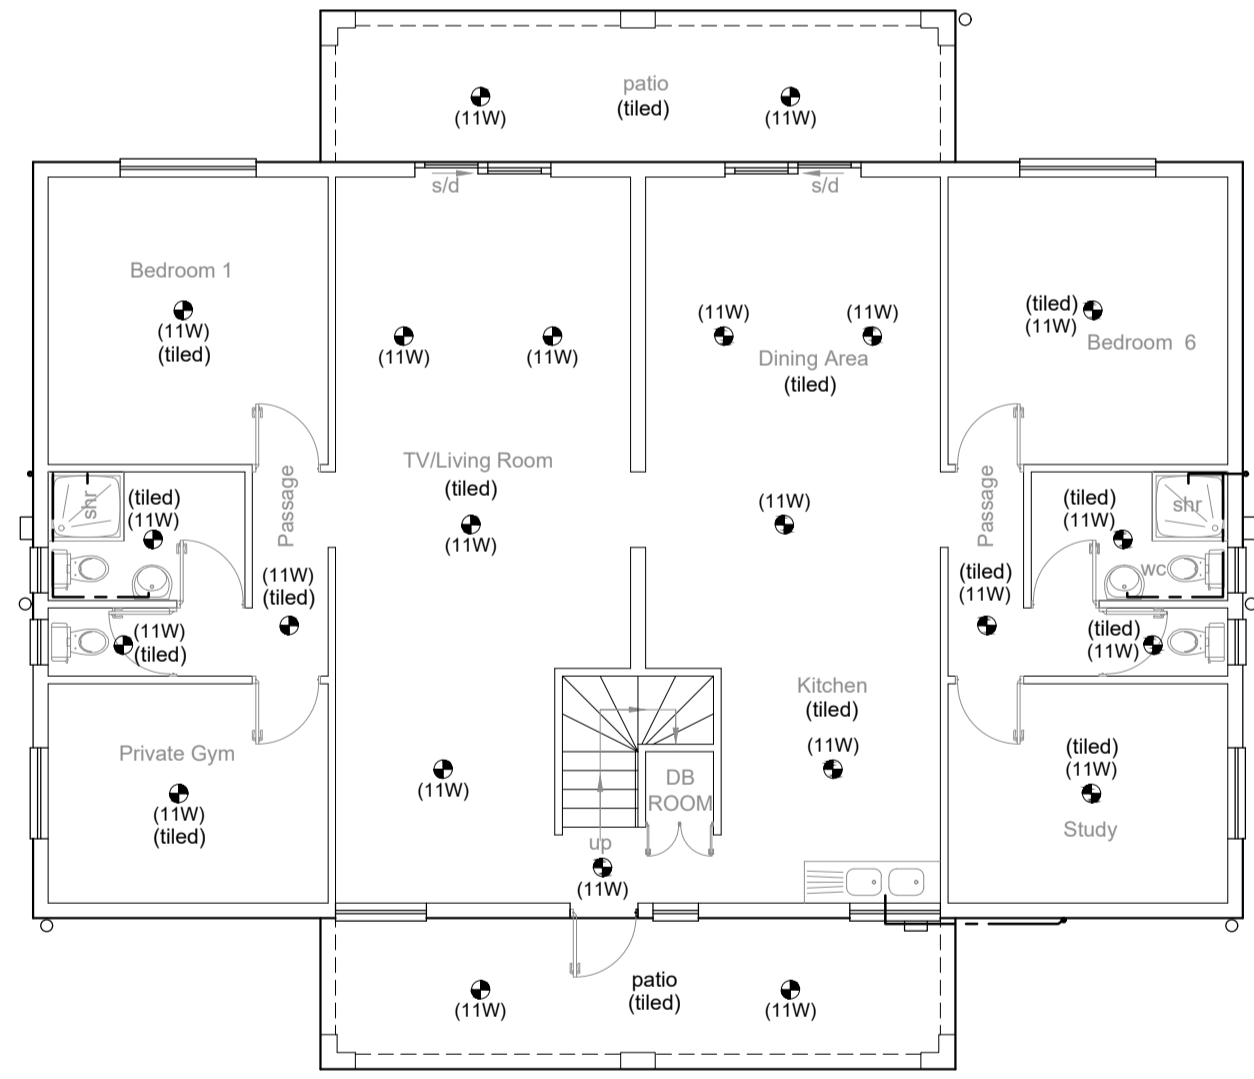 patio
(tiled)
(11W)
(11W)
s/d
s/d
Bedroom 1
(11W)
(tiled)
(11W)
(11W)
(11W)
(11W)
Dining Area
(tiled)
(tiled)
(11W)
Bedroom 6
TV/Living Room
(tiled)
(11W)
(11W)
shr
(tiled)
(11W)
Passage
(11W)
(tiled)
(11W)
(tiled)
Passage
(tiled)
(11W)
(tiled)
(11W)
shr
wc
(tiled)
(11W)
Private Gym
(11W)
(tiled)
(11W)
DB
ROOM
up
(11W)
Kitchen
(tiled)
(11W)
(tiled)
(11W)
Study
(11W)
patio
(tiled)
(11W)